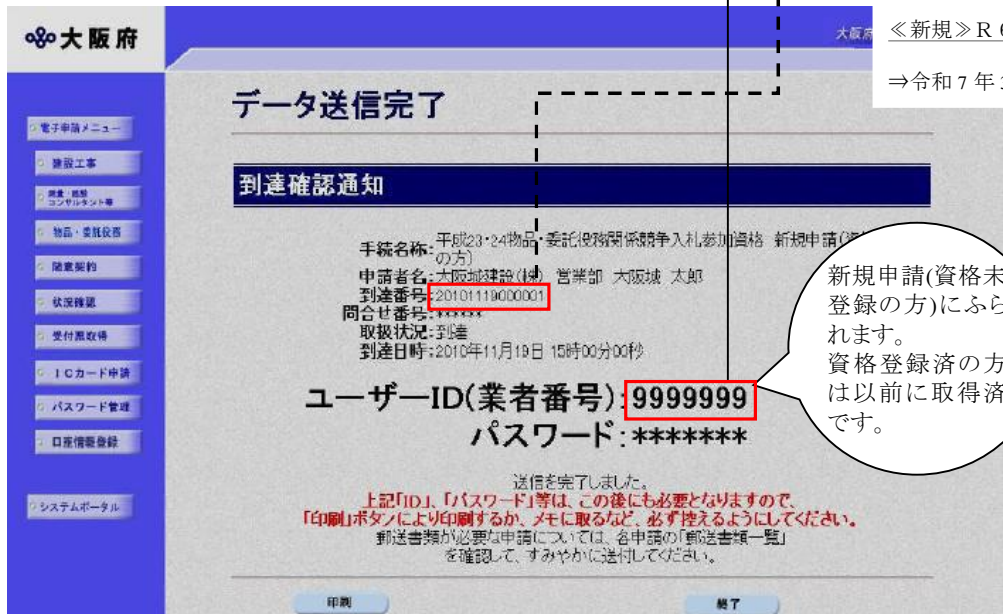 大阪府
大阪府
≪新規≫Ｒ６
⇒令和７年
データ送信完了
電子申請メニュー
建設工事
測量・建設
コンサルタント等
物品・委託役務
随意契約
状況確認
受付票取得
ＩＣカード申請
パスワード管理
口座情報登録
システムポータル
到達確認通知
手続名称:平成23・24物品・委託役務関係競争入札参加資格 新規申請(資
の方)
申請者名:大阪城建設(株) 営業部 大阪城 太郎
到達番号:20101119000001
問合せ番号:*****
取扱状況:到達
到達日時:2010年11月19日 15時00分00秒
ユーザーID(業者番号):9999999
パスワード:*******
新規申請(資格未
登録の方)にふら
れます。
資格登録済の方
は以前に取得済
です。
送信を完了しました。
上記「ID」、「パスワード」等は、この後にも必要となりますので、
「印刷」ボタンにより印刷するか、メモに取るなど、必ず控えるようにしてください。
郵送書類が必要な申請については、各申請の「郵送書類一覧」
を確認して、すみやかに送付してください。
印刷
終了